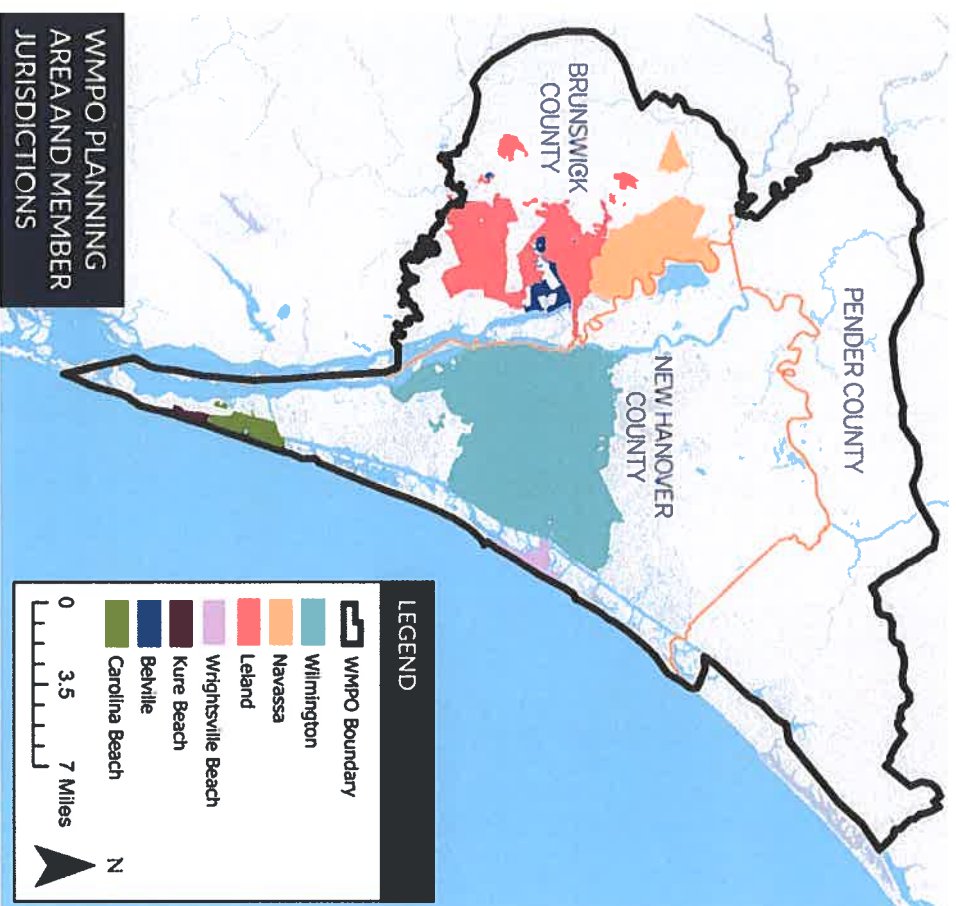 BRUNSWICK
COUNTY
PENDER COUNTY
NEW HANOVER
COUNTY
WMPO PLANNING
AREA AND MEMBER
JURISDICTIONS
LEGEND
WMPO Boundary
Wilmington
Navassa
Leland
Wrightsville Beach
Kure Beach
Belville
Carolina Beach
0 3.5 7 Miles
N